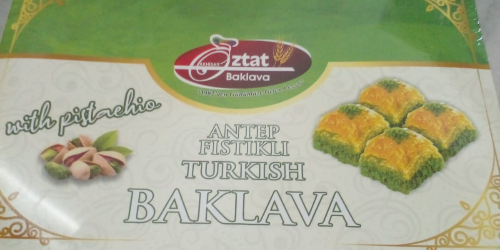 Öztat
Baklava
with pistachio
ANTEP
FISTIKLI
TURKISH
BAKLAVA